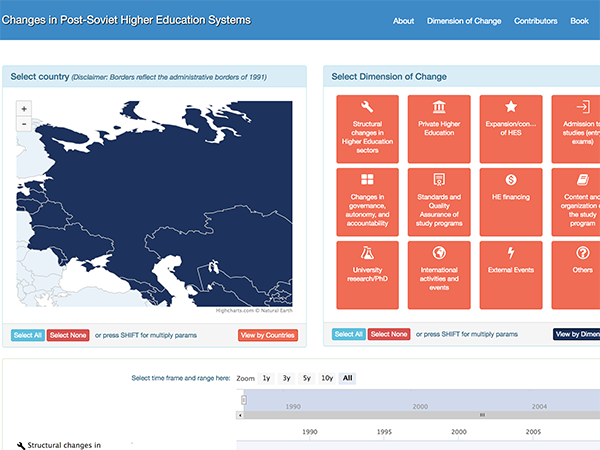 Changes in Post-Soviet Higher Education Systems
About Dimension of Change Contributors Book
Select country (Disclaimer: Borders reflect the administrative borders of 1991)
+
−
Highcharts.com © Natural Earth
Select All Select None or press SHIFT for multiply params View by Countries
Select Dimension of Change
Structural
changes in
Higher Education
sectors
Private Higher
Education
Expansion/con...
of HES
Admission to
studies (entry
exams)
Changes in
governance,
autonomy, and
accountability
Standards and
Quality
Assurance of
study programs
HE financing
Content and
organization of
the study
program
University
research/PhD
International
activities and
events
External Events
Others
Select All Select None or press SHIFT for multiply params View by Dimen
Select time frame and range here: Zoom 1y 3y 5y 10y All
1990 2000 2004
1990 1995 2000 2005
Structural changes in